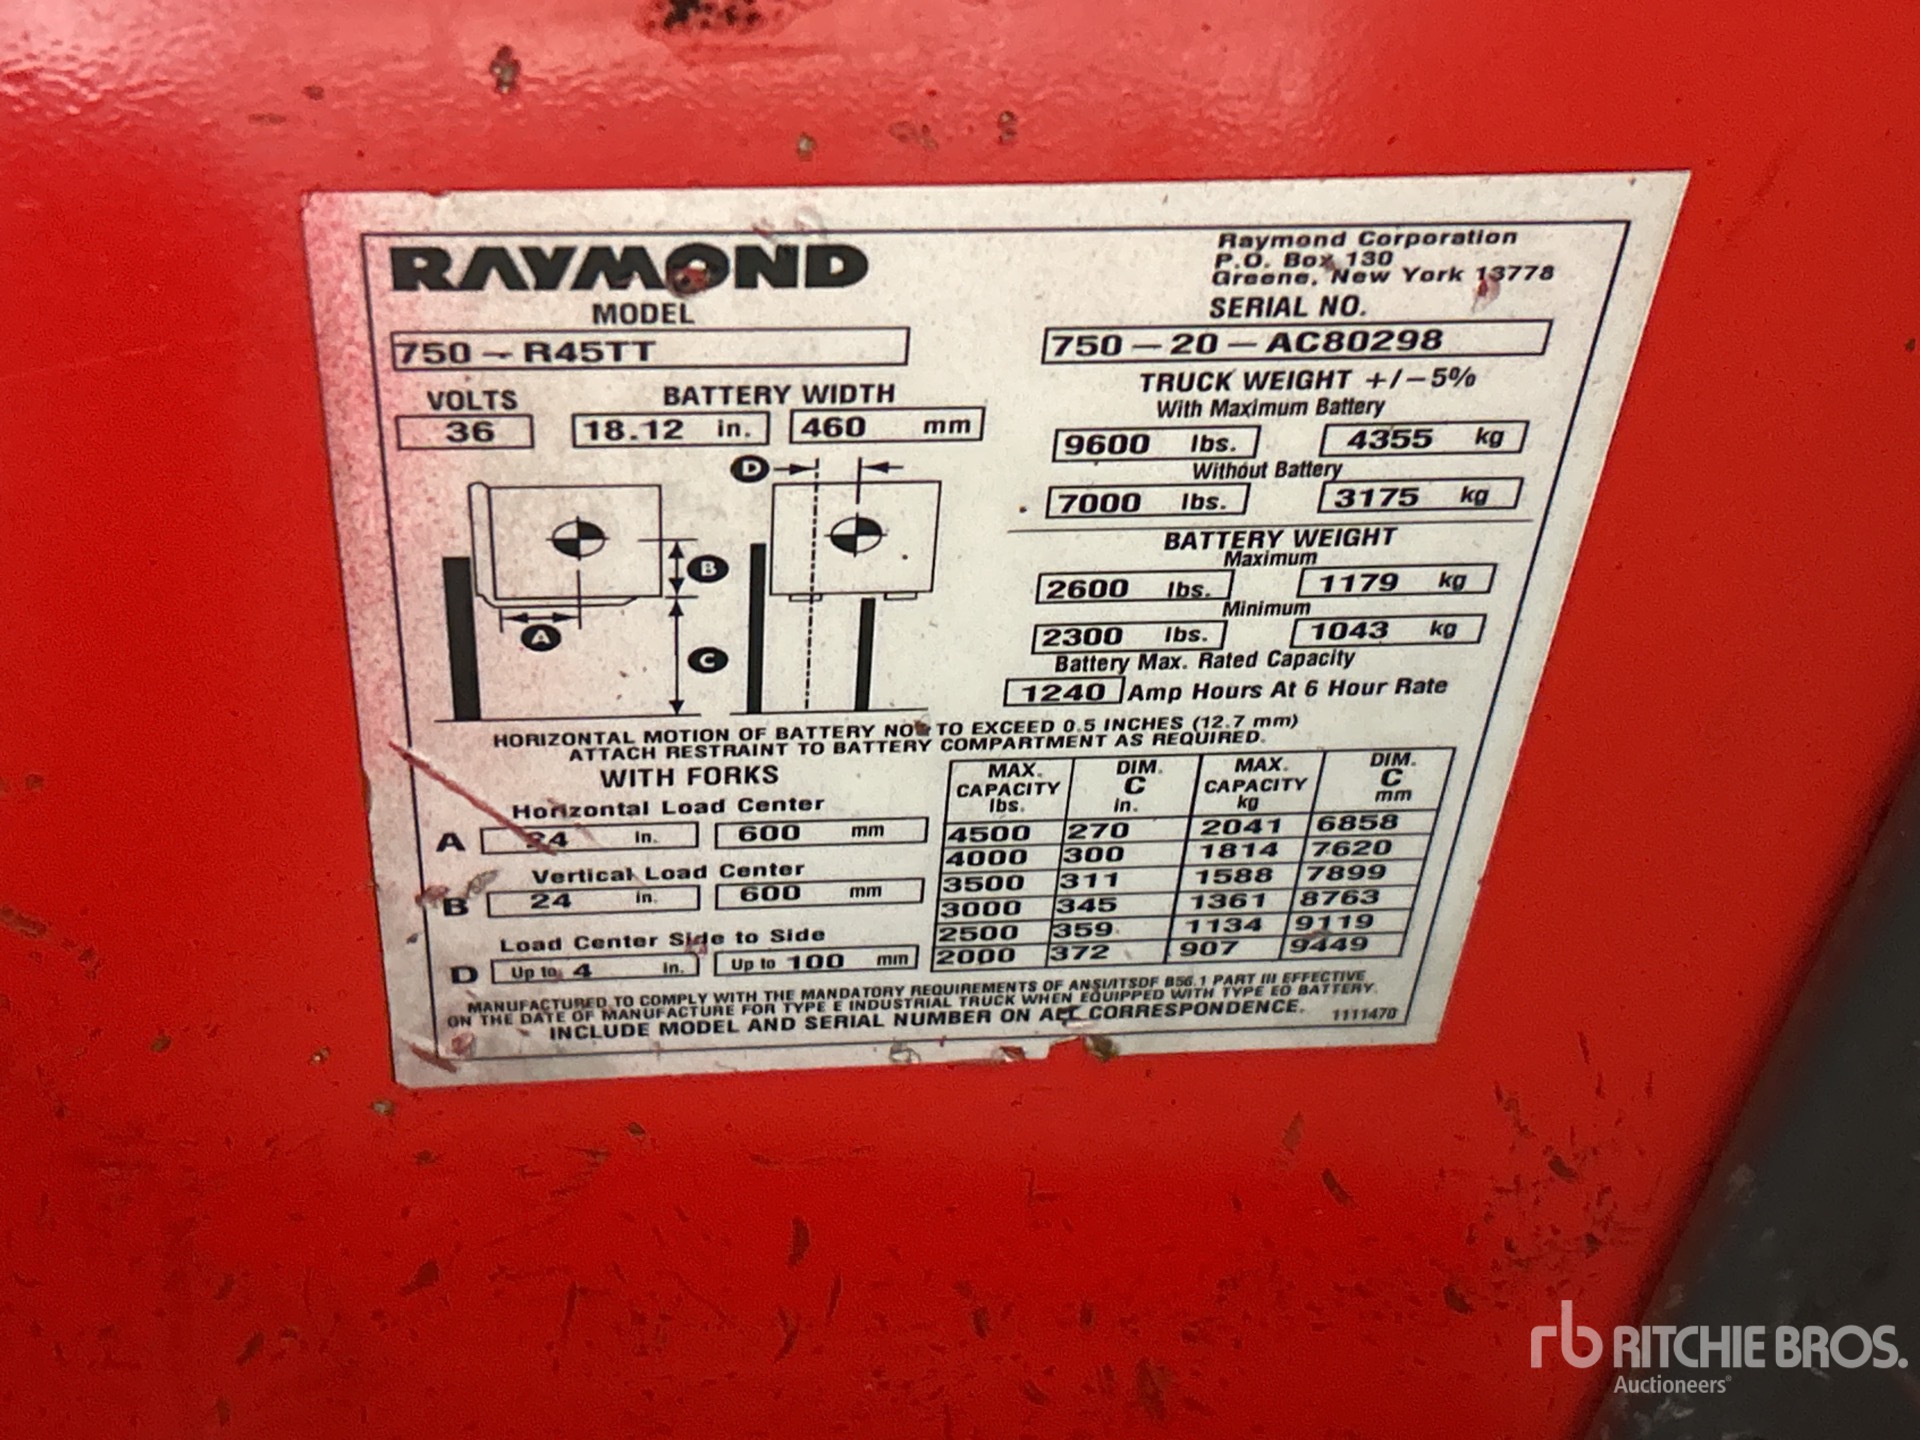 RAYMOND
Raymond Corporation
P.O. Box 130
Greene, New York 13778
MODEL
750 - R45TT
SERIAL NO.
750 - 20 - AC80298
VOLTS
36
BATTERY WIDTH
18.12 in. 460 mm
TRUCK WEIGHT +/-5%
With Maximum Battery
9600 lbs. 4355 kg
Without Battery
7000 lbs. 3175 kg
BATTERY WEIGHT
Maximum
2600 lbs. 1179 kg
Minimum
2300 lbs. 1043 kg
Battery Max. Rated Capacity
1240 Amp Hours At 6 Hour Rate
D
B
A
C
HORIZONTAL MOTION OF BATTERY NOT TO EXCEED 0.5 INCHES (12.7 mm)
ATTACH RESTRAINT TO BATTERY COMPARTMENT AS REQUIRED.
WITH FORKS
Horizontal Load Center
A 24 in. 600 mm
Vertical Load Center
B 24 in. 600 mm
Load Center Side to Side
D Up to 4 in. Up to 100 mm
MAX. CAPACITY lbs. DIM. C in. MAX. CAPACITY kg DIM. C mm
4500 270 2041 6858
4000 300 1814 7620
3500 311 1588 7899
3000 345 1361 8763
2500 359 1134 9119
2000 372 907 9449
MANUFACTURED TO COMPLY WITH THE MANDATORY REQUIREMENTS OF ANSI/ITSDF B56.1 PART III EFFECTIVE
ON THE DATE OF MANUFACTURE FOR TYPE E INDUSTRIAL TRUCK WHEN EQUIPPED WITH TYPE EO BATTERY.
INCLUDE MODEL AND SERIAL NUMBER ON ALL CORRESPONDENCE. 1111470
rb RITCHIE BROS.
Auctioneers